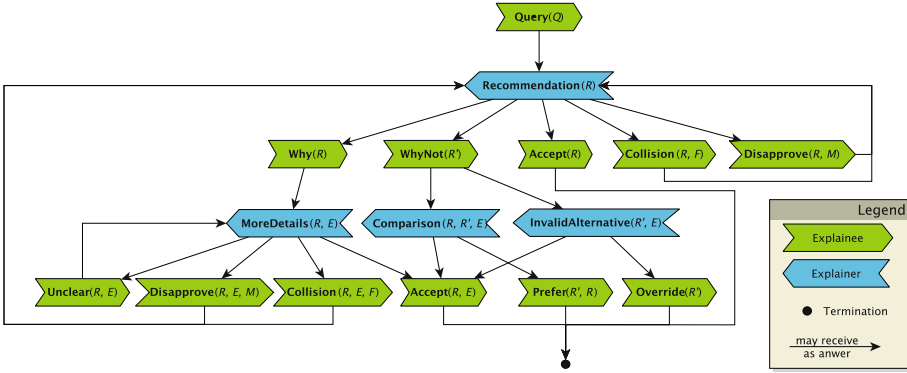 Query(Q)
Recommendation(R)
Why(R)
WhyNot(R')
Accept(R)
Collision (R, F)
Disapprove(R, M)
MoreDetails(R, E)
Comparison(R, R', E)
InvalidAlternative(R', E)
Unclear(R, E)
Disapprove(R, E, M)
Collision(R, E, F)
Accept(R, E)
Prefer(R', R)
Override(R')
Legend
Explainee
Explainer
Termination
may receive
as anwer